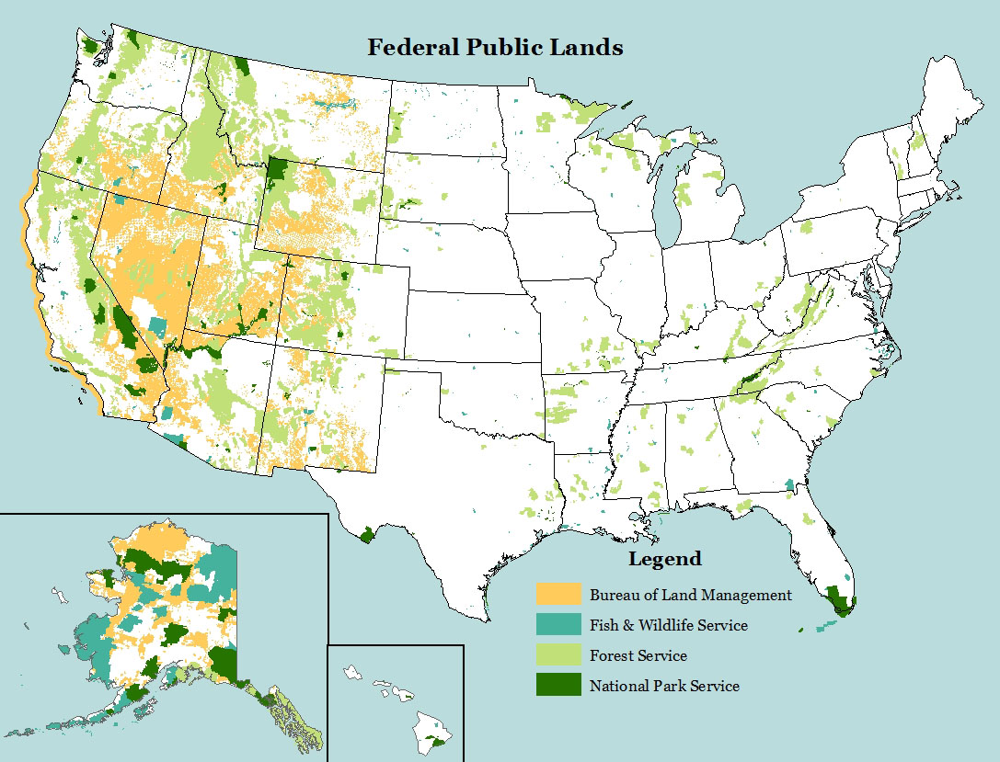 Federal Public Lands
Legend
Bureau of Land Management
Fish & Wildlife Service
Forest Service
National Park Service